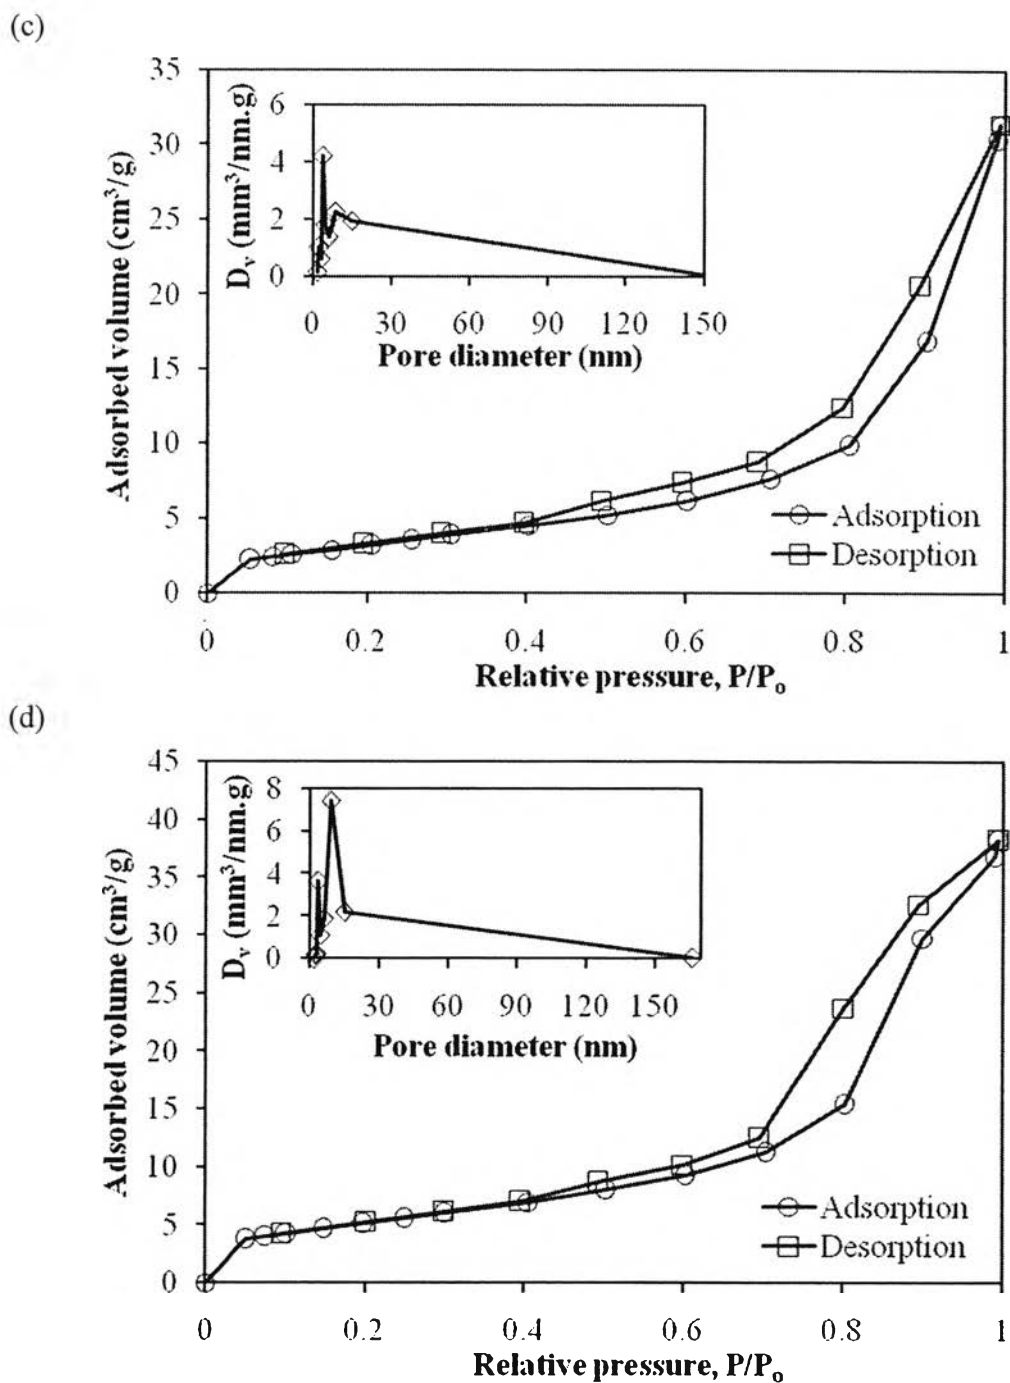 (c)
35
30
25
20
15
10
5
0
Adsorbed volume (cm³/g)
6
4
2
0
Dᵥ (mm³/nm.g)
0 30 60 90 120 150
Pore diameter (nm)
Adsorption
Desorption
0 0.2 0.4 0.6 0.8 1
Relative pressure, P/Pₒ
(d)
45
40
35
30
25
20
15
10
5
0
Adsorbed volume (cm³/g)
8
6
4
2
0
Dᵥ (mm³/nm.g)
0 30 60 90 120 150
Pore diameter (nm)
Adsorption
Desorption
0 0.2 0.4 0.6 0.8 1
Relative pressure, P/Pₒ